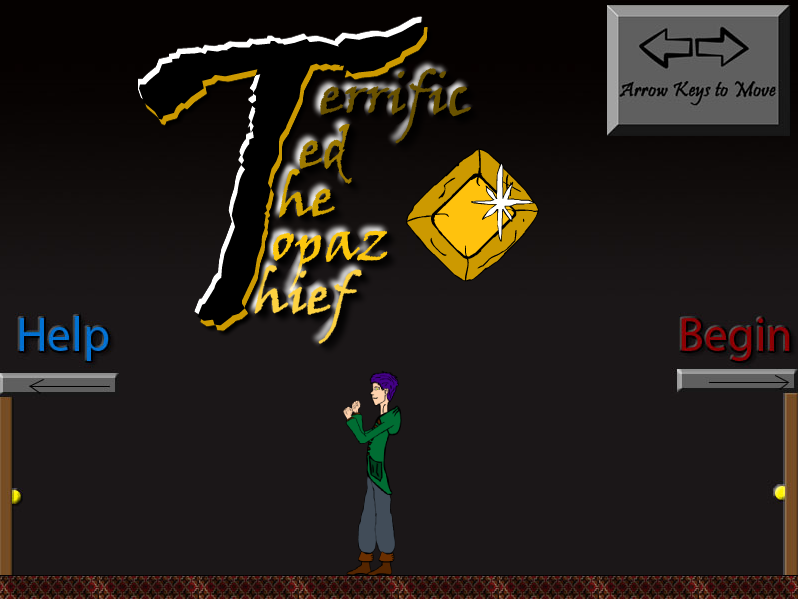 Terrific
Ted
The
Topaz
Thief
Arrow Keys to Move
Help
Begin